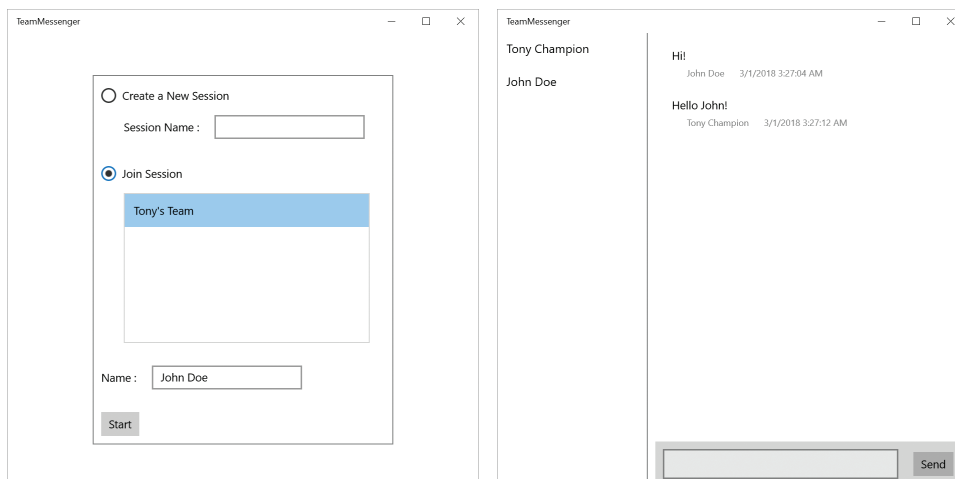 TeamMessenger
Create a New Session
Session Name :
Join Session
Tony's Team
Name : John Doe
Start
TeamMessenger
Tony Champion
John Doe
Hi!
John Doe 3/1/2018 3:27:04 AM
Hello John!
Tony Champion 3/1/2018 3:27:12 AM
Send